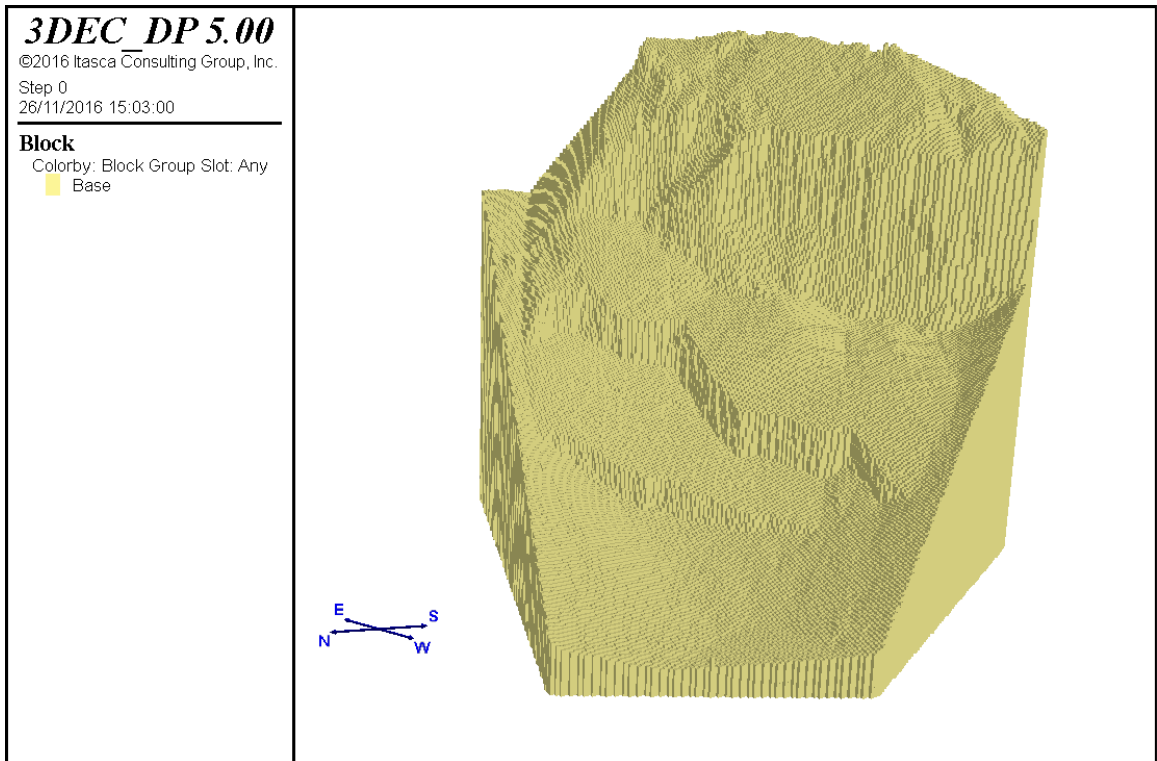 3DEC_DP 5.00
©2016 Itasca Consulting Group, Inc.
Step 0
26/11/2016 15:03:00
Block
Colorby: Block Group Slot: Any
Base
E
S
N
W